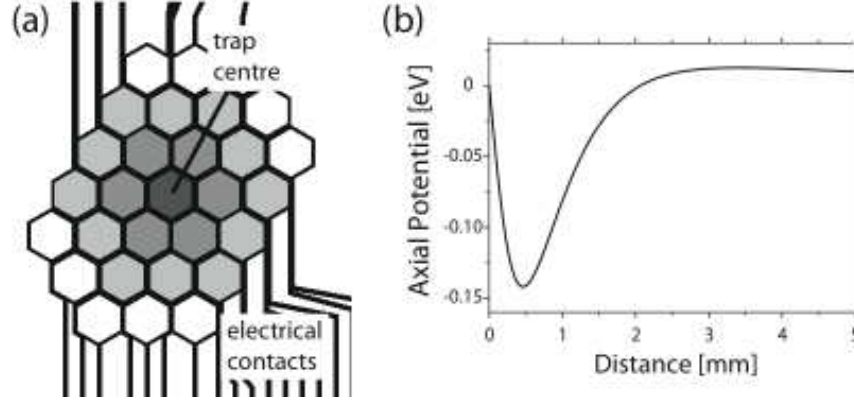 (a)
trap
centre
electrical
contacts
(b)
Axial Potential [eV]
0
-0.05
-0.10
-0.15
0
1
2
3
4
5
Distance [mm]